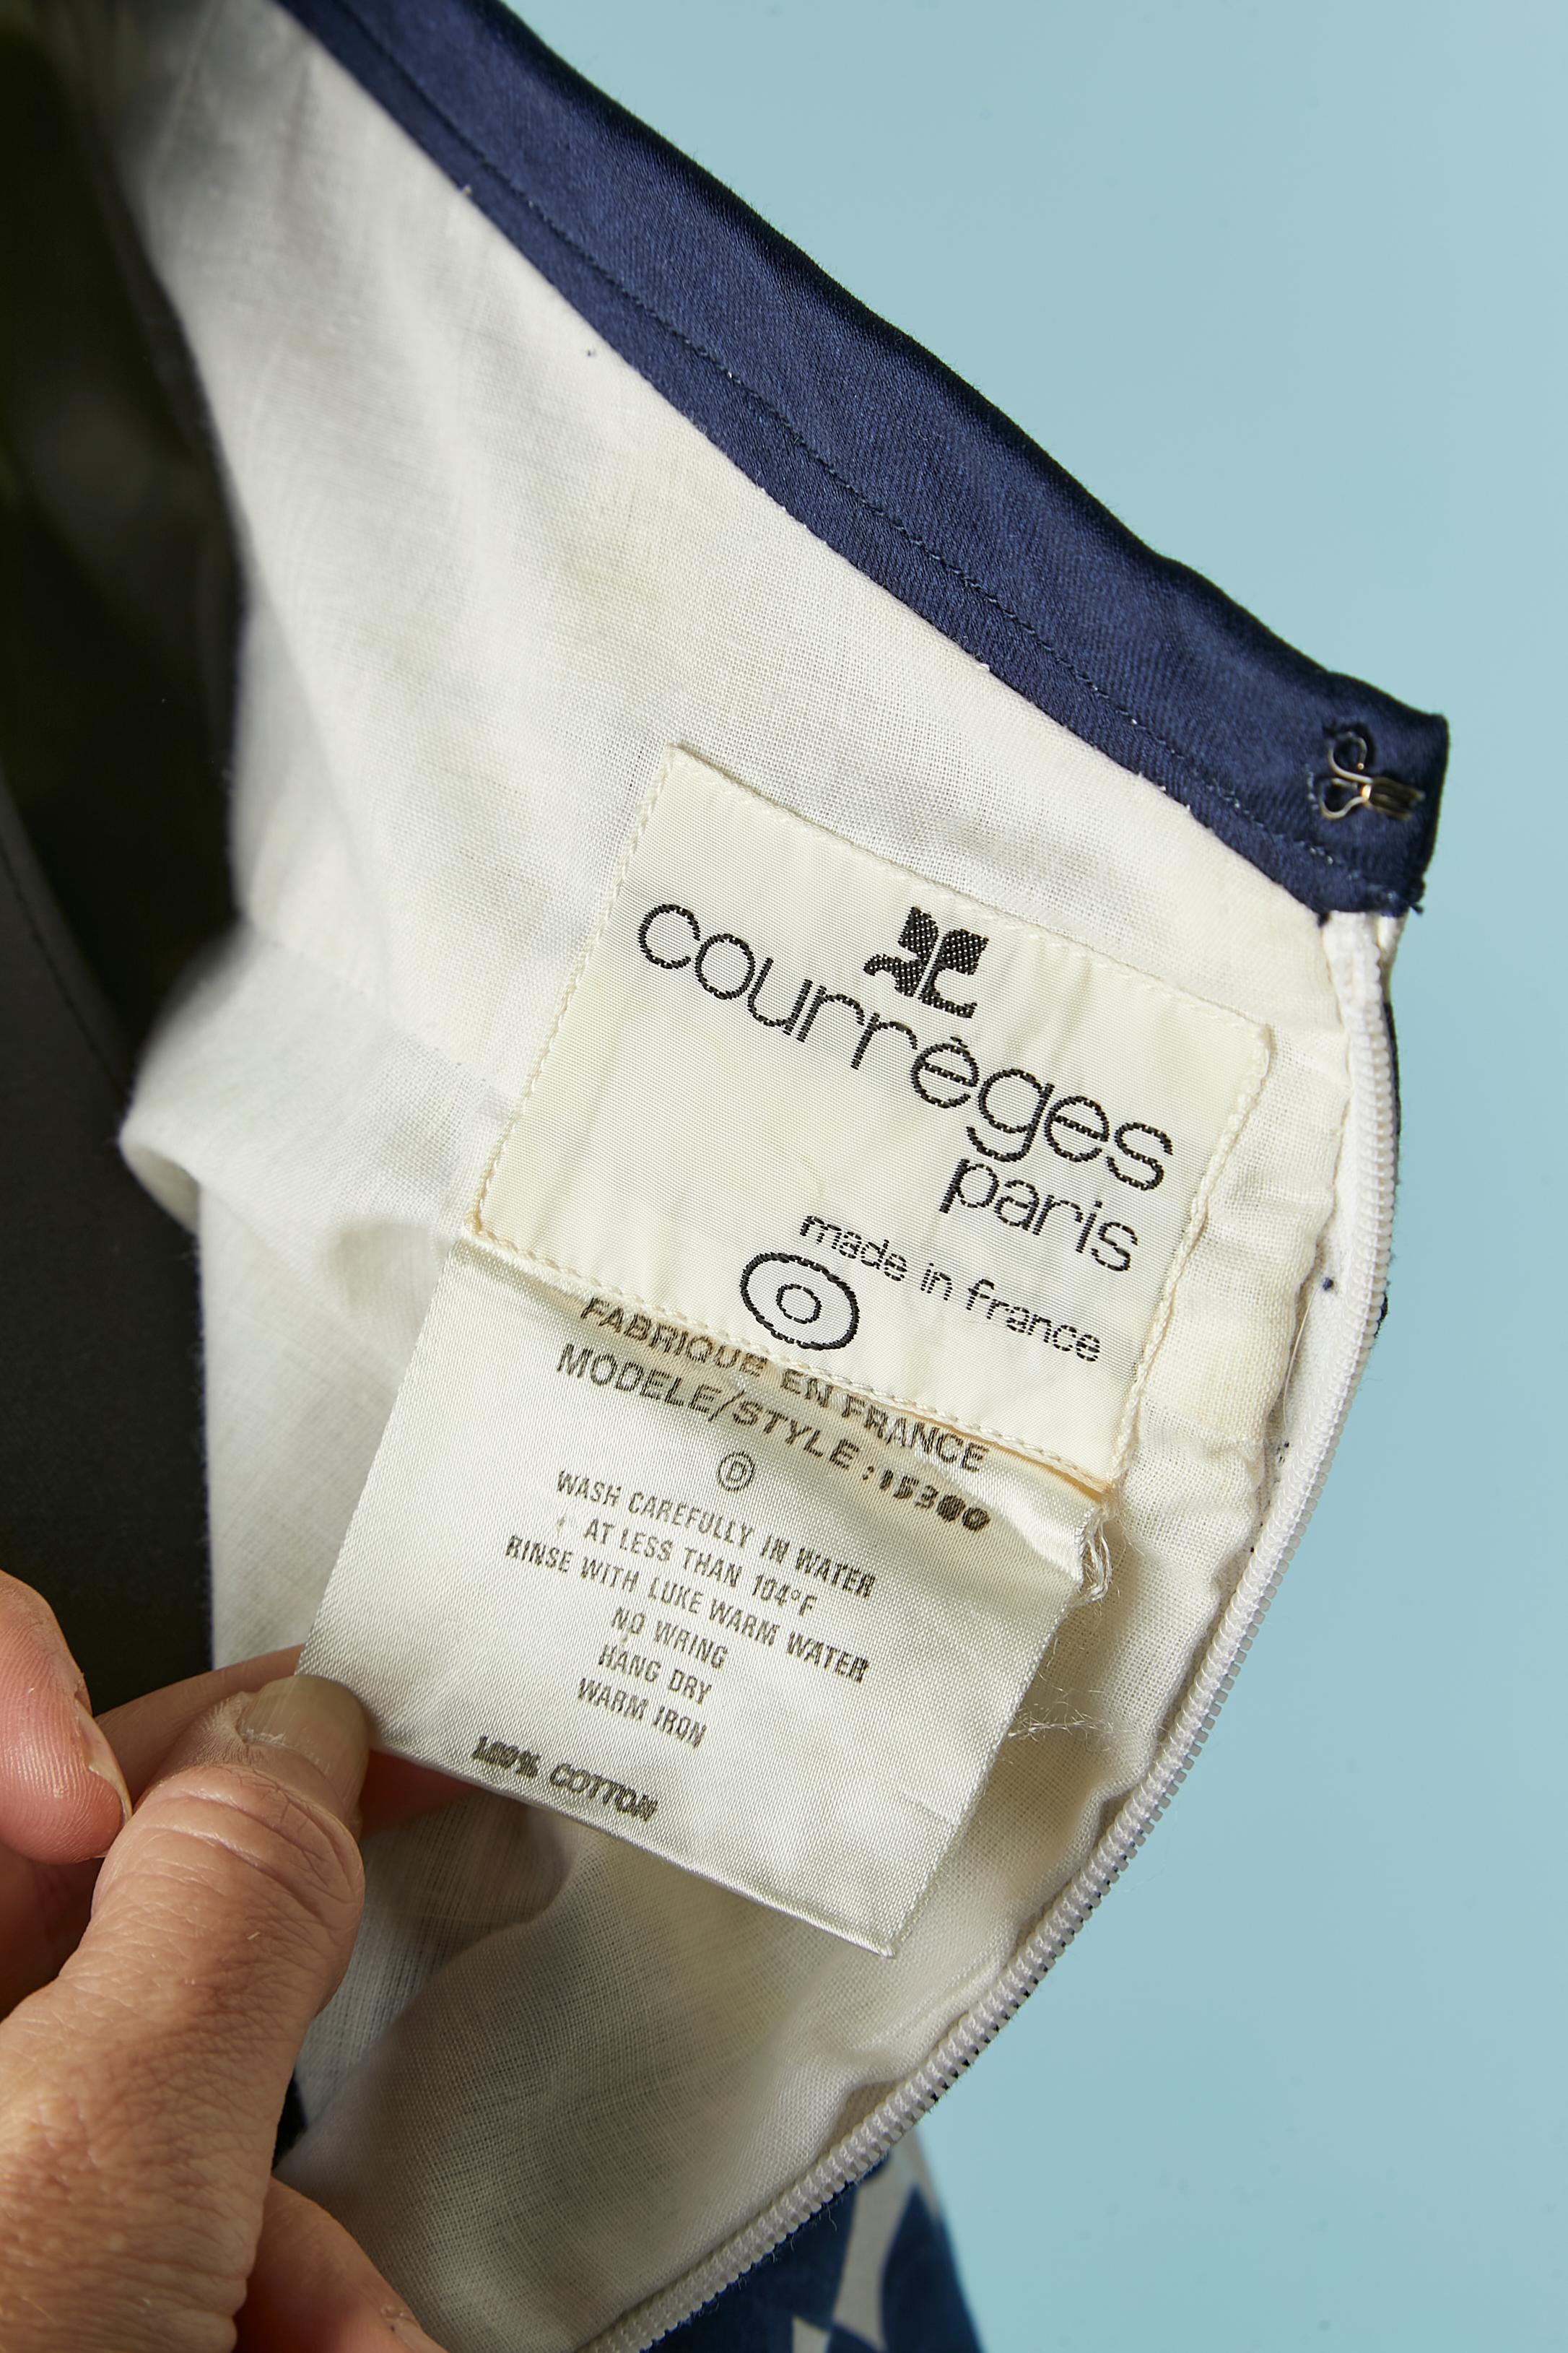 courrèges
paris
made in france
O
FABRIQUE EN FRANCE
MODELE/STYLE :
D
WASH CAREFULLY IN WATER
AT LESS THAN 104°F
RINSE WITH LUKE WARM WATER
NO WRING
HANG DRY
WARM IRON
100% COTTON